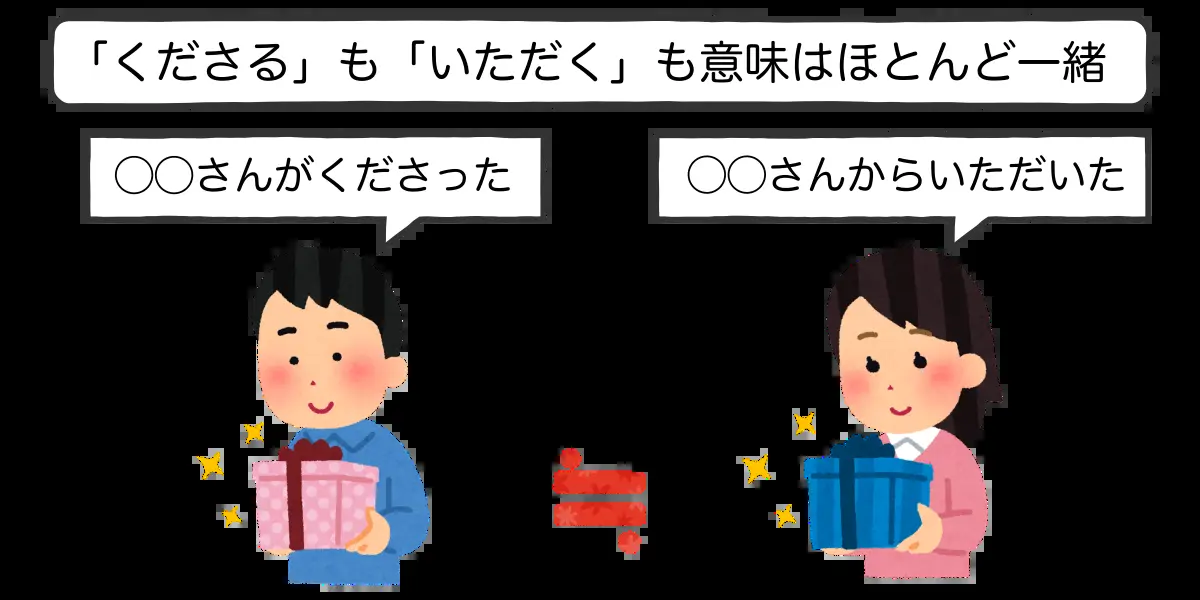 「くださる」も「いただく」も意味はほとんど一緒
◯◯さんがくださった
◯◯さんからいただいた
≒